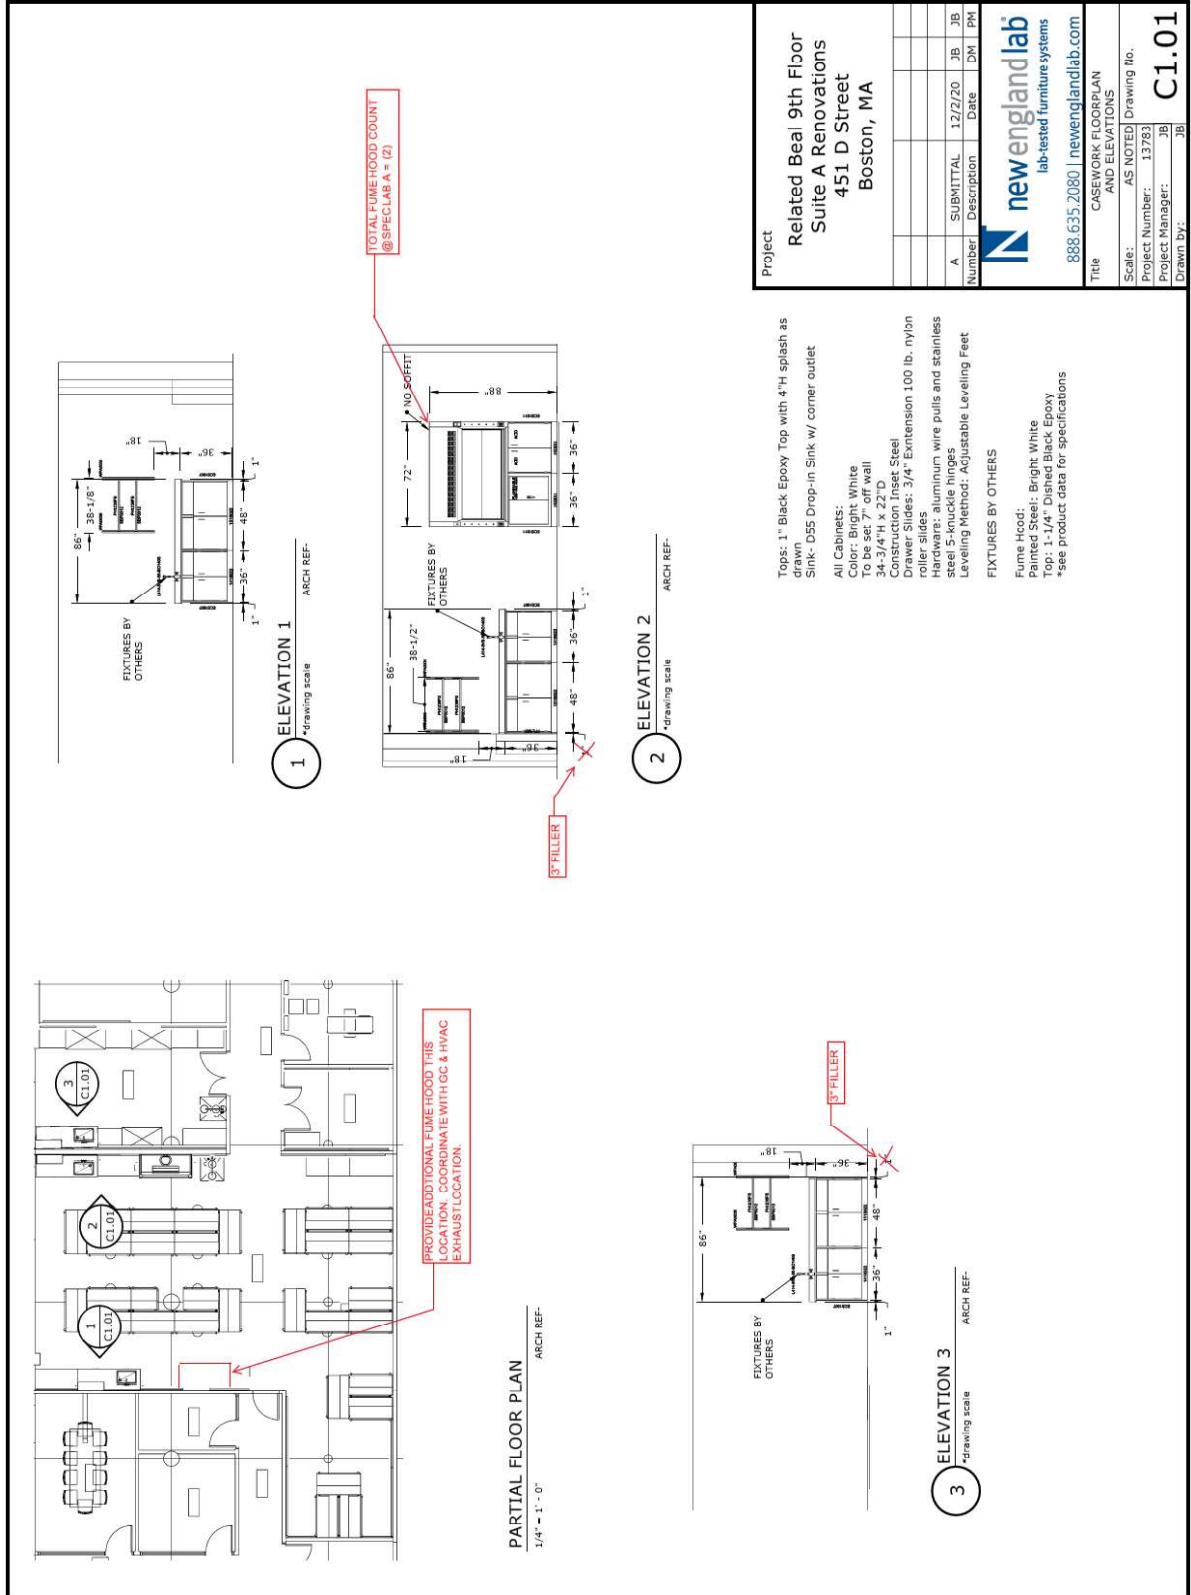 PARTIAL FLOOR PLAN
1/4" = 1' - 0"
ARCH REF-
1
C1.01
2
C1.01
3
C1.01
PROVIDEADDTIONAL FUME HOOD THIS
LOCATION. COORDINATE WITH GC & HVAC
EXHAUST LOCATION.
1
ELEVATION 1
*drawing scale
ARCH REF-
FIXTURES BY
OTHERS
86"
38-1/8"
18"
36"
1"
36"
48"
1"
2
ELEVATION 2
*drawing scale
ARCH REF-
3" FILLER
86"
38-1/2"
18"
36"
48"
36"
1"
FIXTURES BY
OTHERS
72"
NO SOFFIT
88"
36"
36"
TOTAL FUME HOOD COUNT
@SPEC LAB A = (2)
3
ELEVATION 3
*drawing scale
ARCH REF-
FIXTURES BY
OTHERS
86"
18"
36"
1"
36"
48"
1"
3" FILLER
Tops: 1" Black Epoxy Top with 4"H splash as
drawn
Sink- D55 Drop-in Sink w/ corner outlet
All Cabinets:
Color: Bright White
To be set 7" off wall
34-3/4"H x 22"D
Construction Inset Steel
Drawer Slides: 3/4" Exntension 100 lb. nylon
roller slides
Hardware: aluminum wire pulls and stainless
steel 5-knuckle hinges
Leveling Method: Adjustable Leveling Feet
FIXTURES BY OTHERS
Fume Hood:
Painted Steel: Bright White
Top: 1-1/4" Dished Black Epoxy
*see product data for specifications
Project
Related Beal 9th Floor
Suite A Renovations
451 D Street
Boston, MA
A SUBMITTAL 12/2/20 JB JB
Number Description Date DM PM
N newenglandlab
lab-tested furniture systems
888.635.2080 | newenglandlab.com
Title CASEWORK FLOORPLAN
AND ELEVATIONS
Scale: AS NOTED
Drawing No.
Project Number: 13783
C1.01
Project Manager: JB
Drawn by: JB